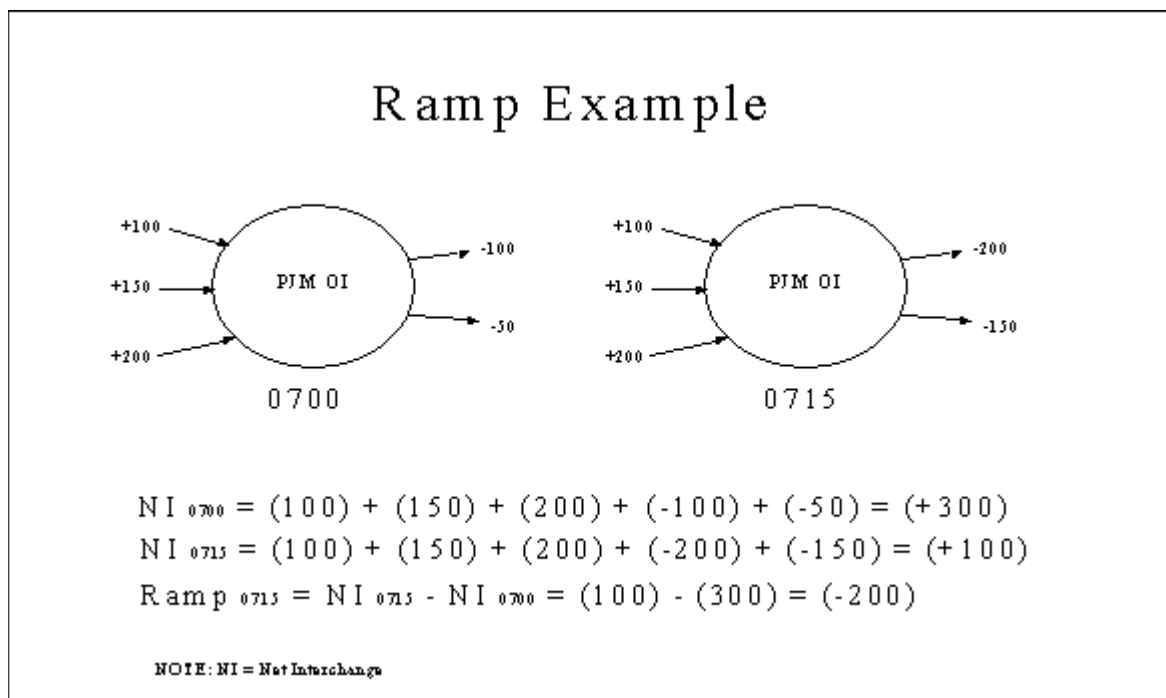 Ramp Example
+100
+150
+200
PJM OI
-100
-50
0700
+100
+150
+200
PJM OI
-200
-150
0715
NI 0700 = (100) + (150) + (200) + (-100) + (-50) = (+300)
NI 0715 = (100) + (150) + (200) + (-200) + (-150) = (+100)
Ramp 0715 = NI 0715 - NI 0700 = (100) - (300) = (-200)
NOTE: NI = Net Interchange